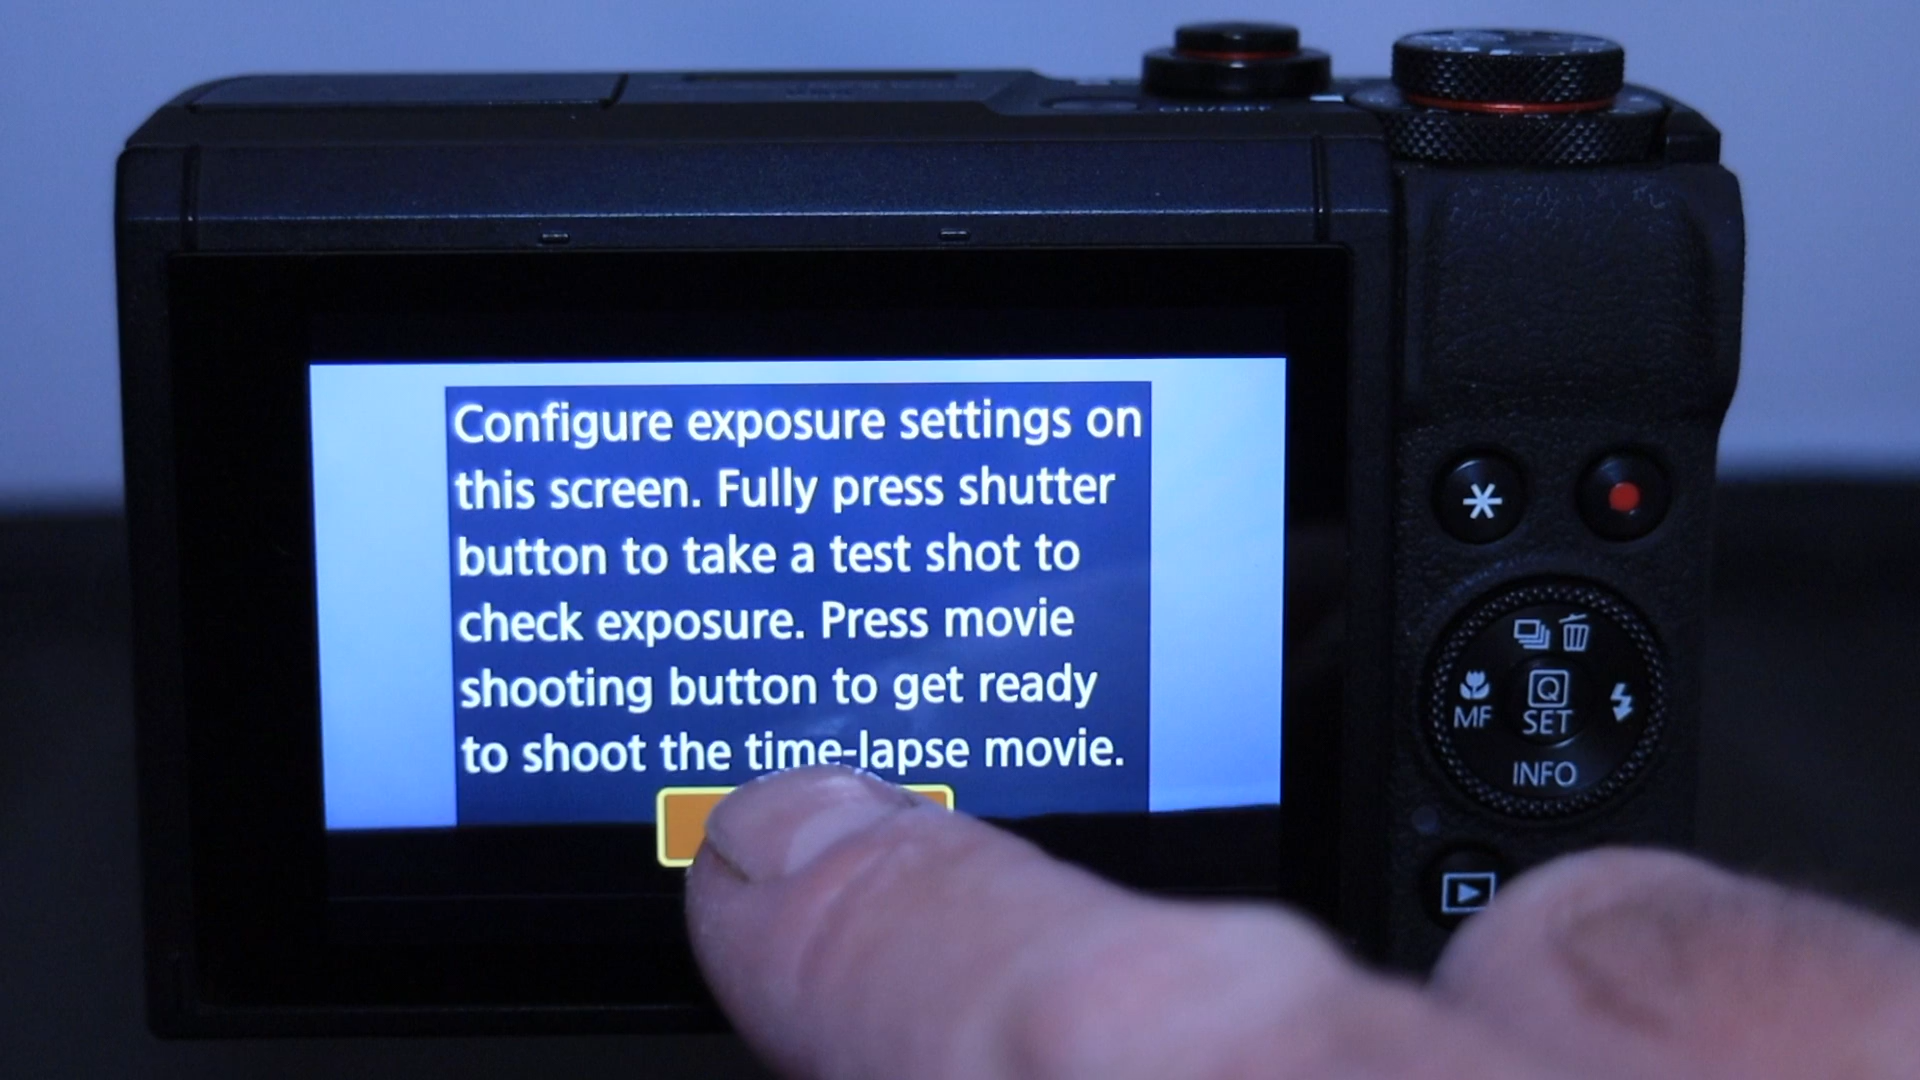 Configure exposure settings on
this screen. Fully press shutter
button to take a test shot to
check exposure. Press movie
shooting button to get ready
to shoot the time-lapse movie.
MF
Q
SET
INFO